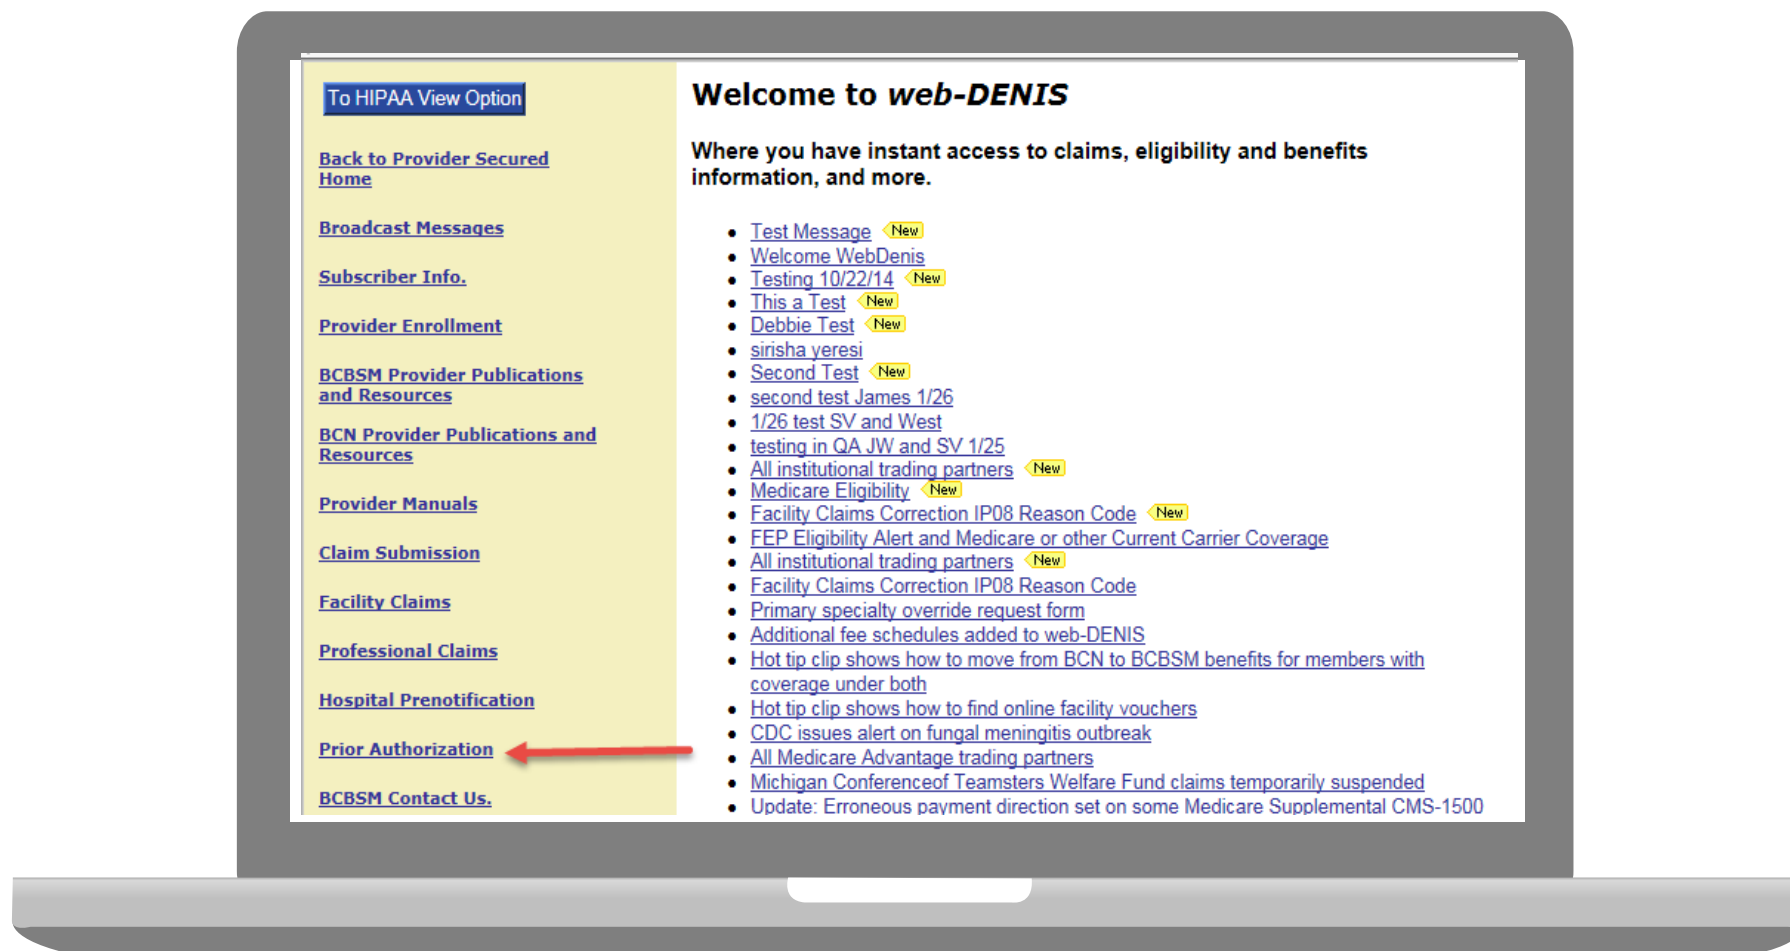 To HIPAA View Option
Back to Provider Secured
Home
Broadcast Messages
Subscriber Info.
Provider Enrollment
BCBSM Provider Publications
and Resources
BCN Provider Publications and
Resources
Provider Manuals
Claim Submission
Facility Claims
Professional Claims
Hospital Prenotification
Prior Authorization
BCBSM Contact Us.
Welcome to web-DENIS
Where you have instant access to claims, eligibility and benefits
information, and more.
Test Message New
Welcome WebDenis
Testing 10/22/14 New
This a Test New
Debbie Test New
sirisha yeresi
Second Test New
second test James 1/26
1/26 test SV and West
testing in QA JW and SV 1/25
All institutional trading partners New
Medicare Eligibility New
Facility Claims Correction IP08 Reason Code New
FEP Eligibility Alert and Medicare or other Current Carrier Coverage
All institutional trading partners New
Facility Claims Correction IP08 Reason Code
Primary specialty override request form
Additional fee schedules added to web-DENIS
Hot tip clip shows how to move from BCN to BCBSM benefits for members with
coverage under both
Hot tip clip shows how to find online facility vouchers
CDC issues alert on fungal meningitis outbreak
All Medicare Advantage trading partners
Michigan Conferenceof Teamsters Welfare Fund claims temporarily suspended
Update: Erroneous payment direction set on some Medicare Supplemental CMS-1500